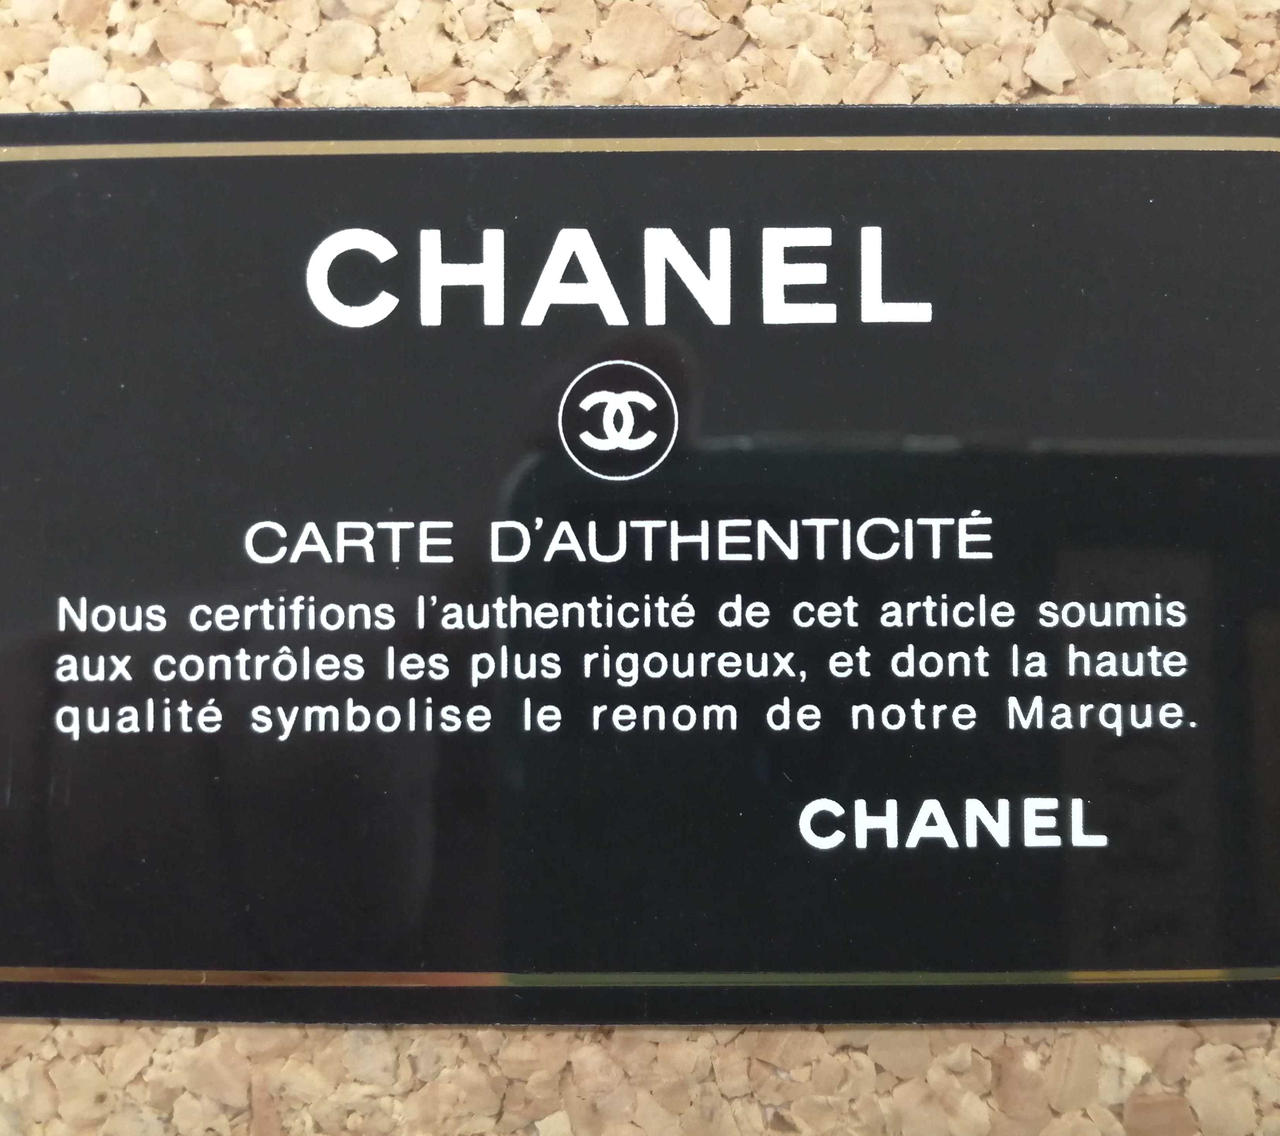 CHANEL
CARTE D'AUTHENTICITÉ
Nous certifions l'authenticité de cet article soumis
aux contrôles les plus rigoureux, et dont la haute
qualité symbolise le renom de notre Marque.
CHANEL